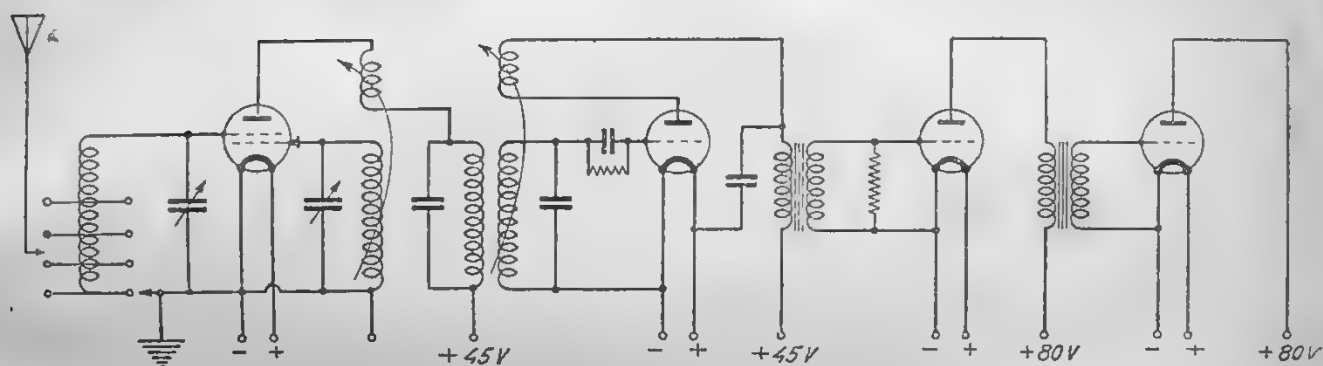 - + +45V - + +45V - + +80V - + +80V